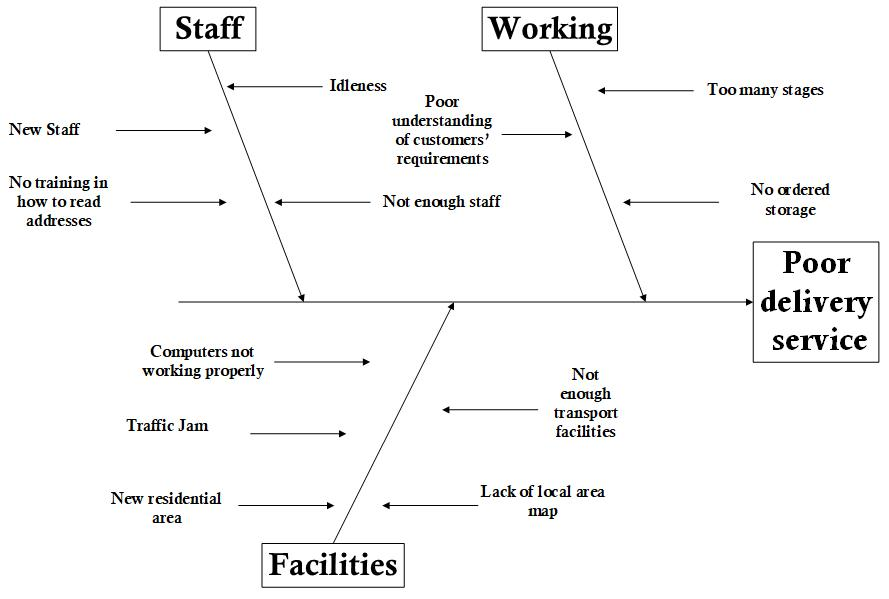 Staff
Working
Idleness
Too many stages
Poor
understanding
of customers'
requirements
New Staff
No training in
how to read
addresses
Not enough staff
No ordered
storage
Poor
delivery
service
Computers not
working properly
Not
enough
transport
facilities
Traffic Jam
New residential
area
Lack of local area
map
Facilities